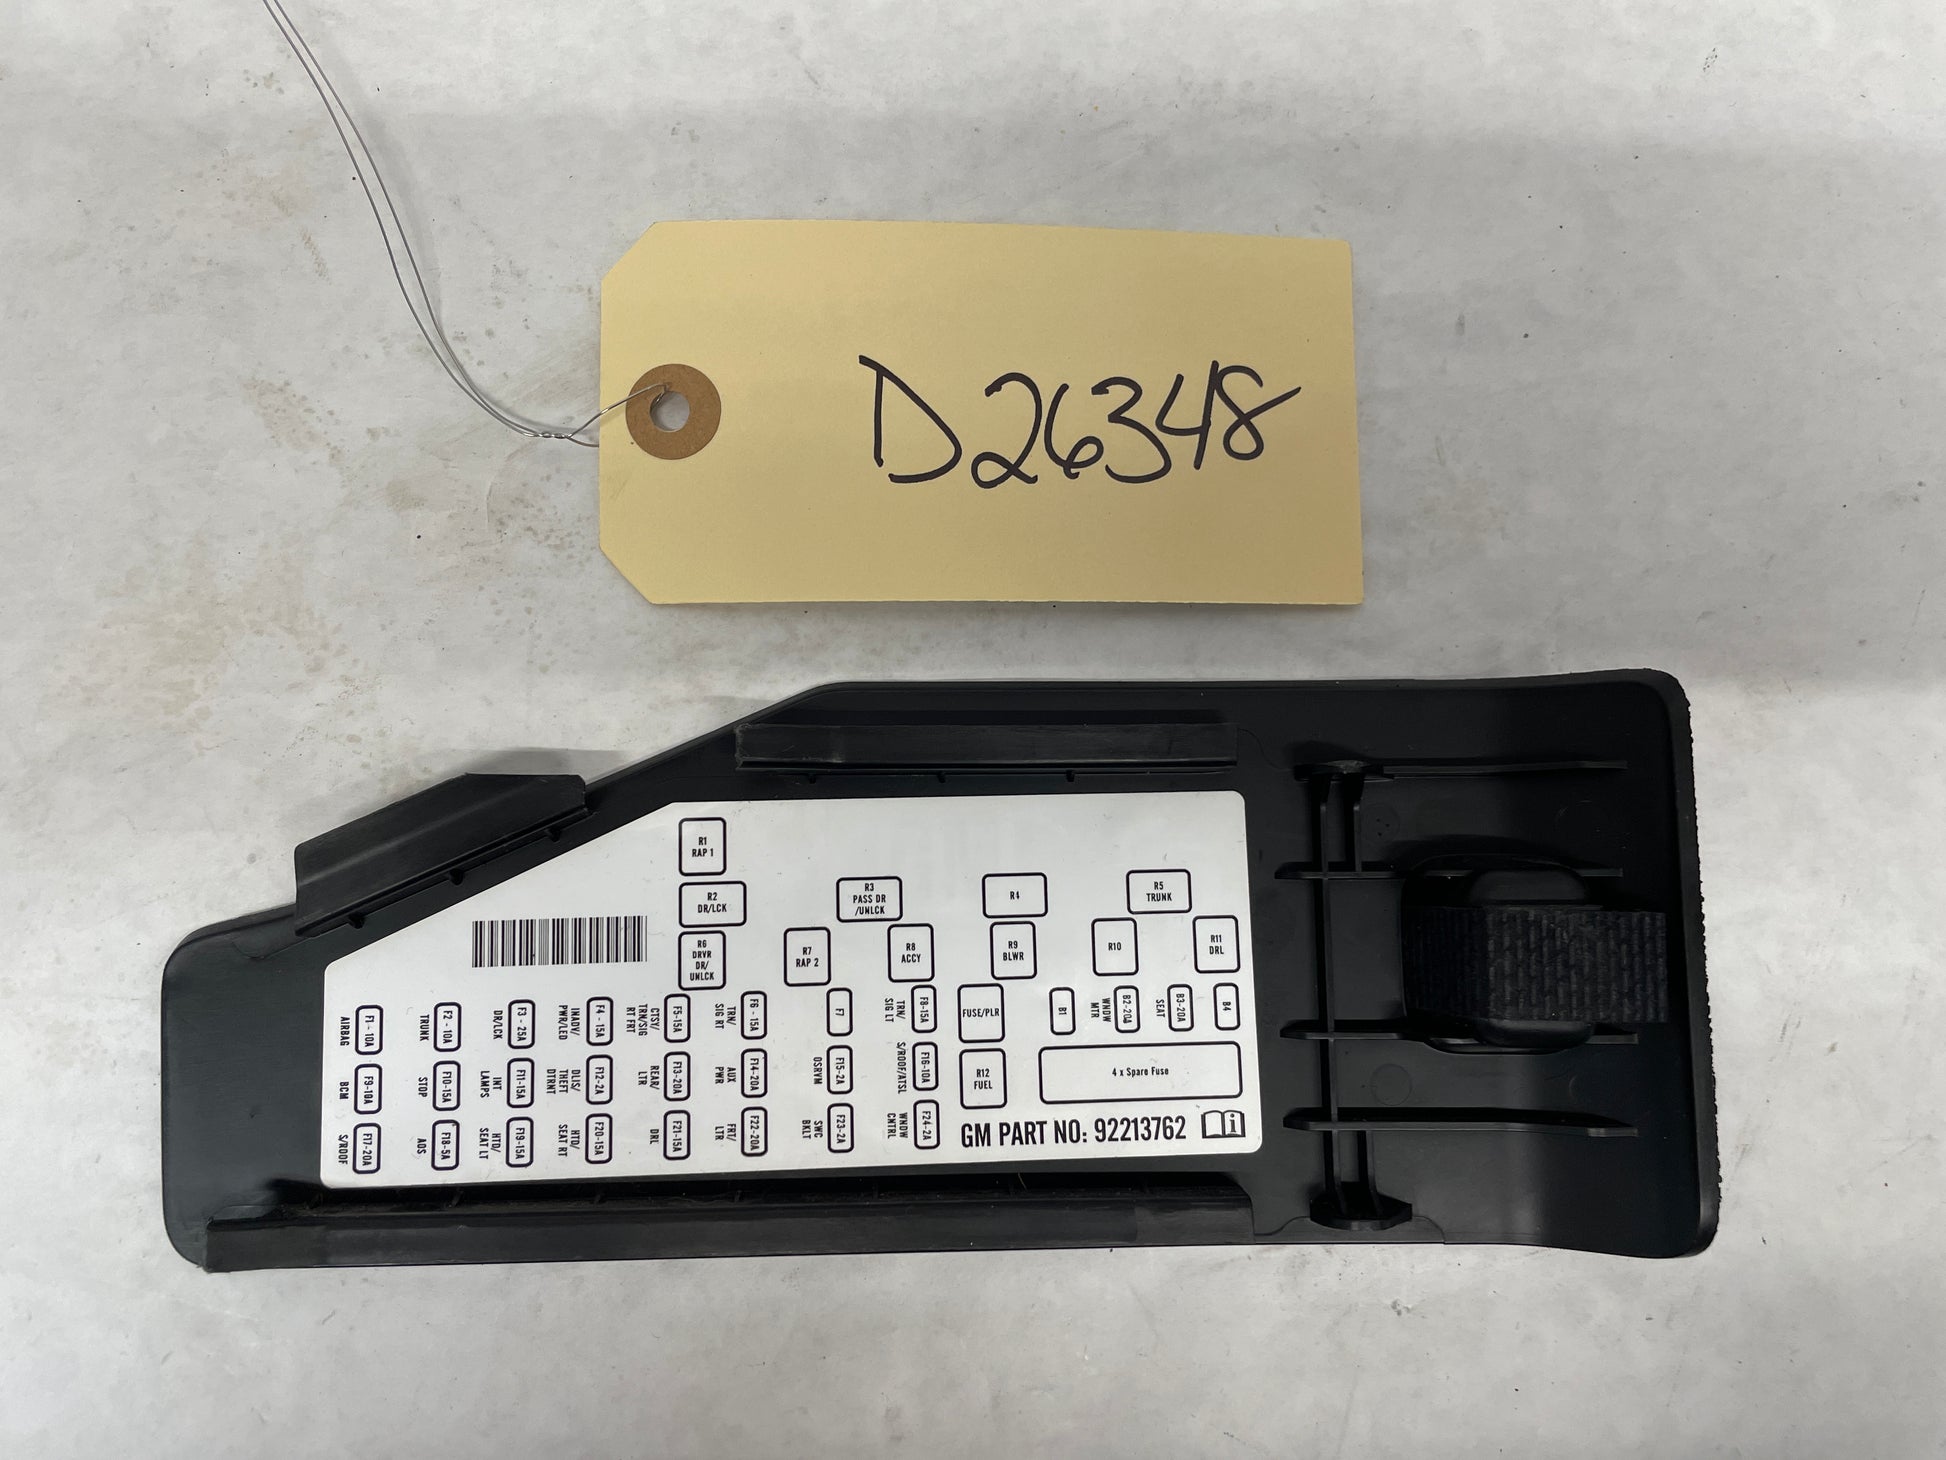 D26348
R1
RAP 1
R2
DR/LCK
R3
PASS DR
/UNLCK
R4
R5
TRUNK
R6
DRVR
DR/
UNLCK
R7
RAP 2
R8
ACCY
R9
BLWR
R10
R11
DRL
F1-10A
AIRBAG
F2-10A
TRUNK
F3-25A
DR/LCK
F4-15A
INADV/
PWR/LED
F5-15A
CTSY/
TRN/SIG
RT FRT
F6-15A
TRN/
SIG RT
F7
F8-15A
TRN/
SIG LT
FUSE/PLR
B1
B2-20A
WNDW
MTR
B3-20A
SEAT
B4
F9-10A
BCM
F10-15A
STOP
F11-15A
INT
LAMPS
F12-2A
DLIS/
THEFT
DTRNT
F13-20A
REAR/
LTR
F14-20A
AUX
PWR
F15-2A
OSRVM
F16-10A
S/ROOF/ATSL
R12
FUEL
4 x Spare Fuse
F17-20A
S/ROOF
F18-5A
AOS
F19-15A
HTD/
SEAT LT
F20-15A
HTD/
SEAT RT
F21-15A
DRL
F22-20A
FRT/
LTR
F23-2A
SWC
BKLT
F24-2A
WNDW
CNTRL
GM PART NO: 92213762
i